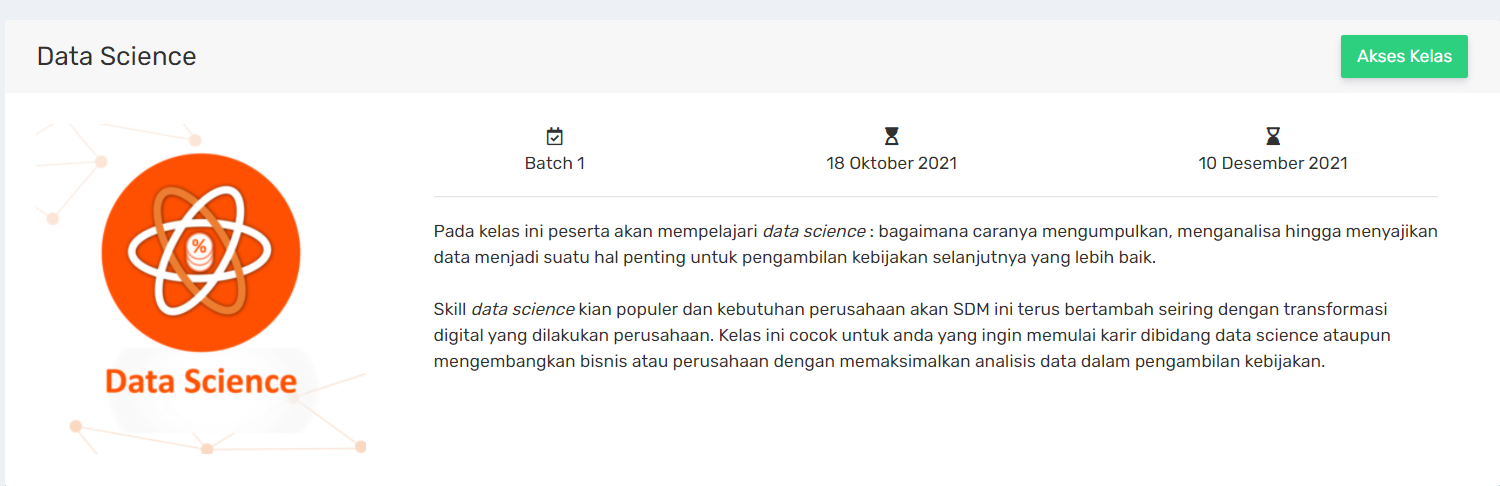 Data Science
Akses Kelas
%
Data Science
Batch 1
18 Oktober 2021
10 Desember 2021
Pada kelas ini peserta akan mempelajari data science : bagaimana caranya mengumpulkan, menganalisa hingga menyajikan
data menjadi suatu hal penting untuk pengambilan kebijakan selanjutnya yang lebih baik.
Skill data science kian populer dan kebutuhan perusahaan akan SDM ini terus bertambah seiring dengan transformasi
digital yang dilakukan perusahaan. Kelas ini cocok untuk anda yang ingin memulai karir dibidang data science ataupun
mengembangkan bisnis atau perusahaan dengan memaksimalkan analisis data dalam pengambilan kebijakan.